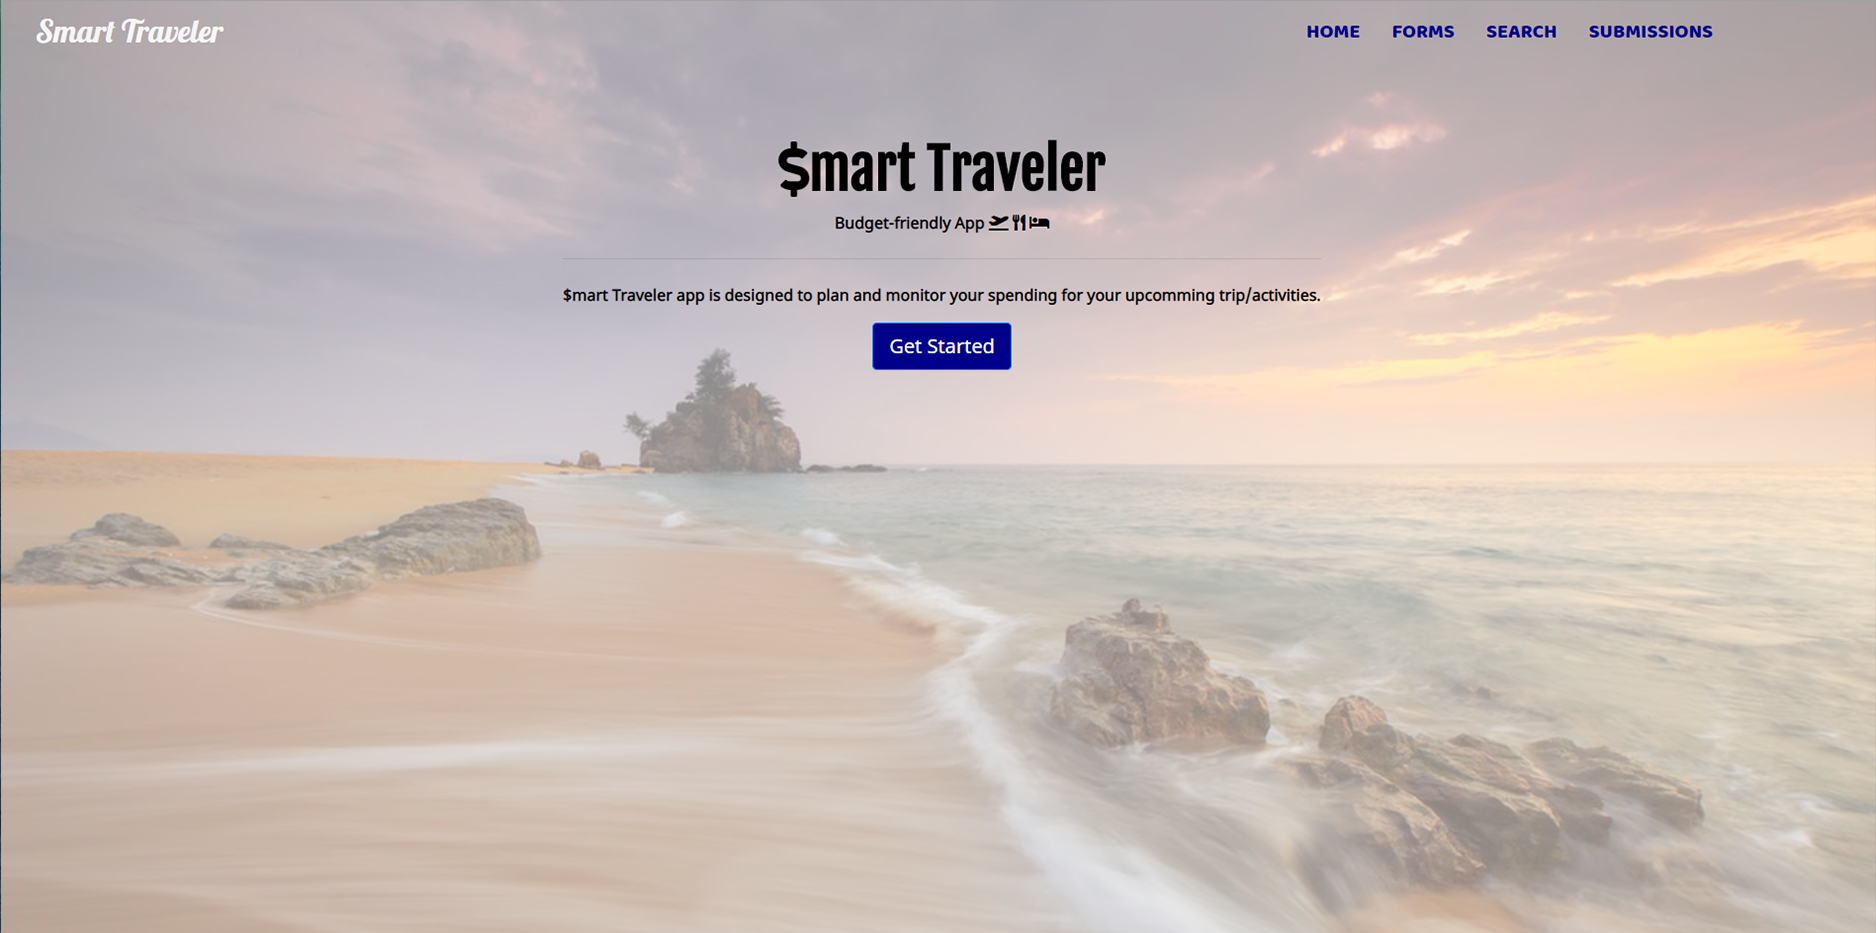 Smart Traveler
HOME FORMS SEARCH SUBMISSIONS
$mart Traveler
Budget-friendly App
$mart Traveler app is designed to plan and monitor your spending for your upcomming trip/activities.
Get Started